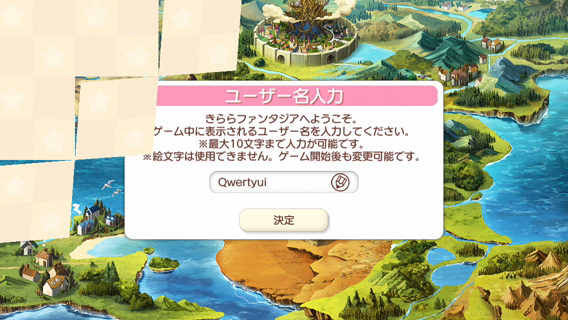 ユーザー名入力
きららファンタジアへようこそ。
ゲーム中に表示されるユーザー名を入力してください。
※最大10文字まで入力が可能です。
※絵文字は使用できません。ゲーム開始後も変更可能です。
Qwertyui
決定